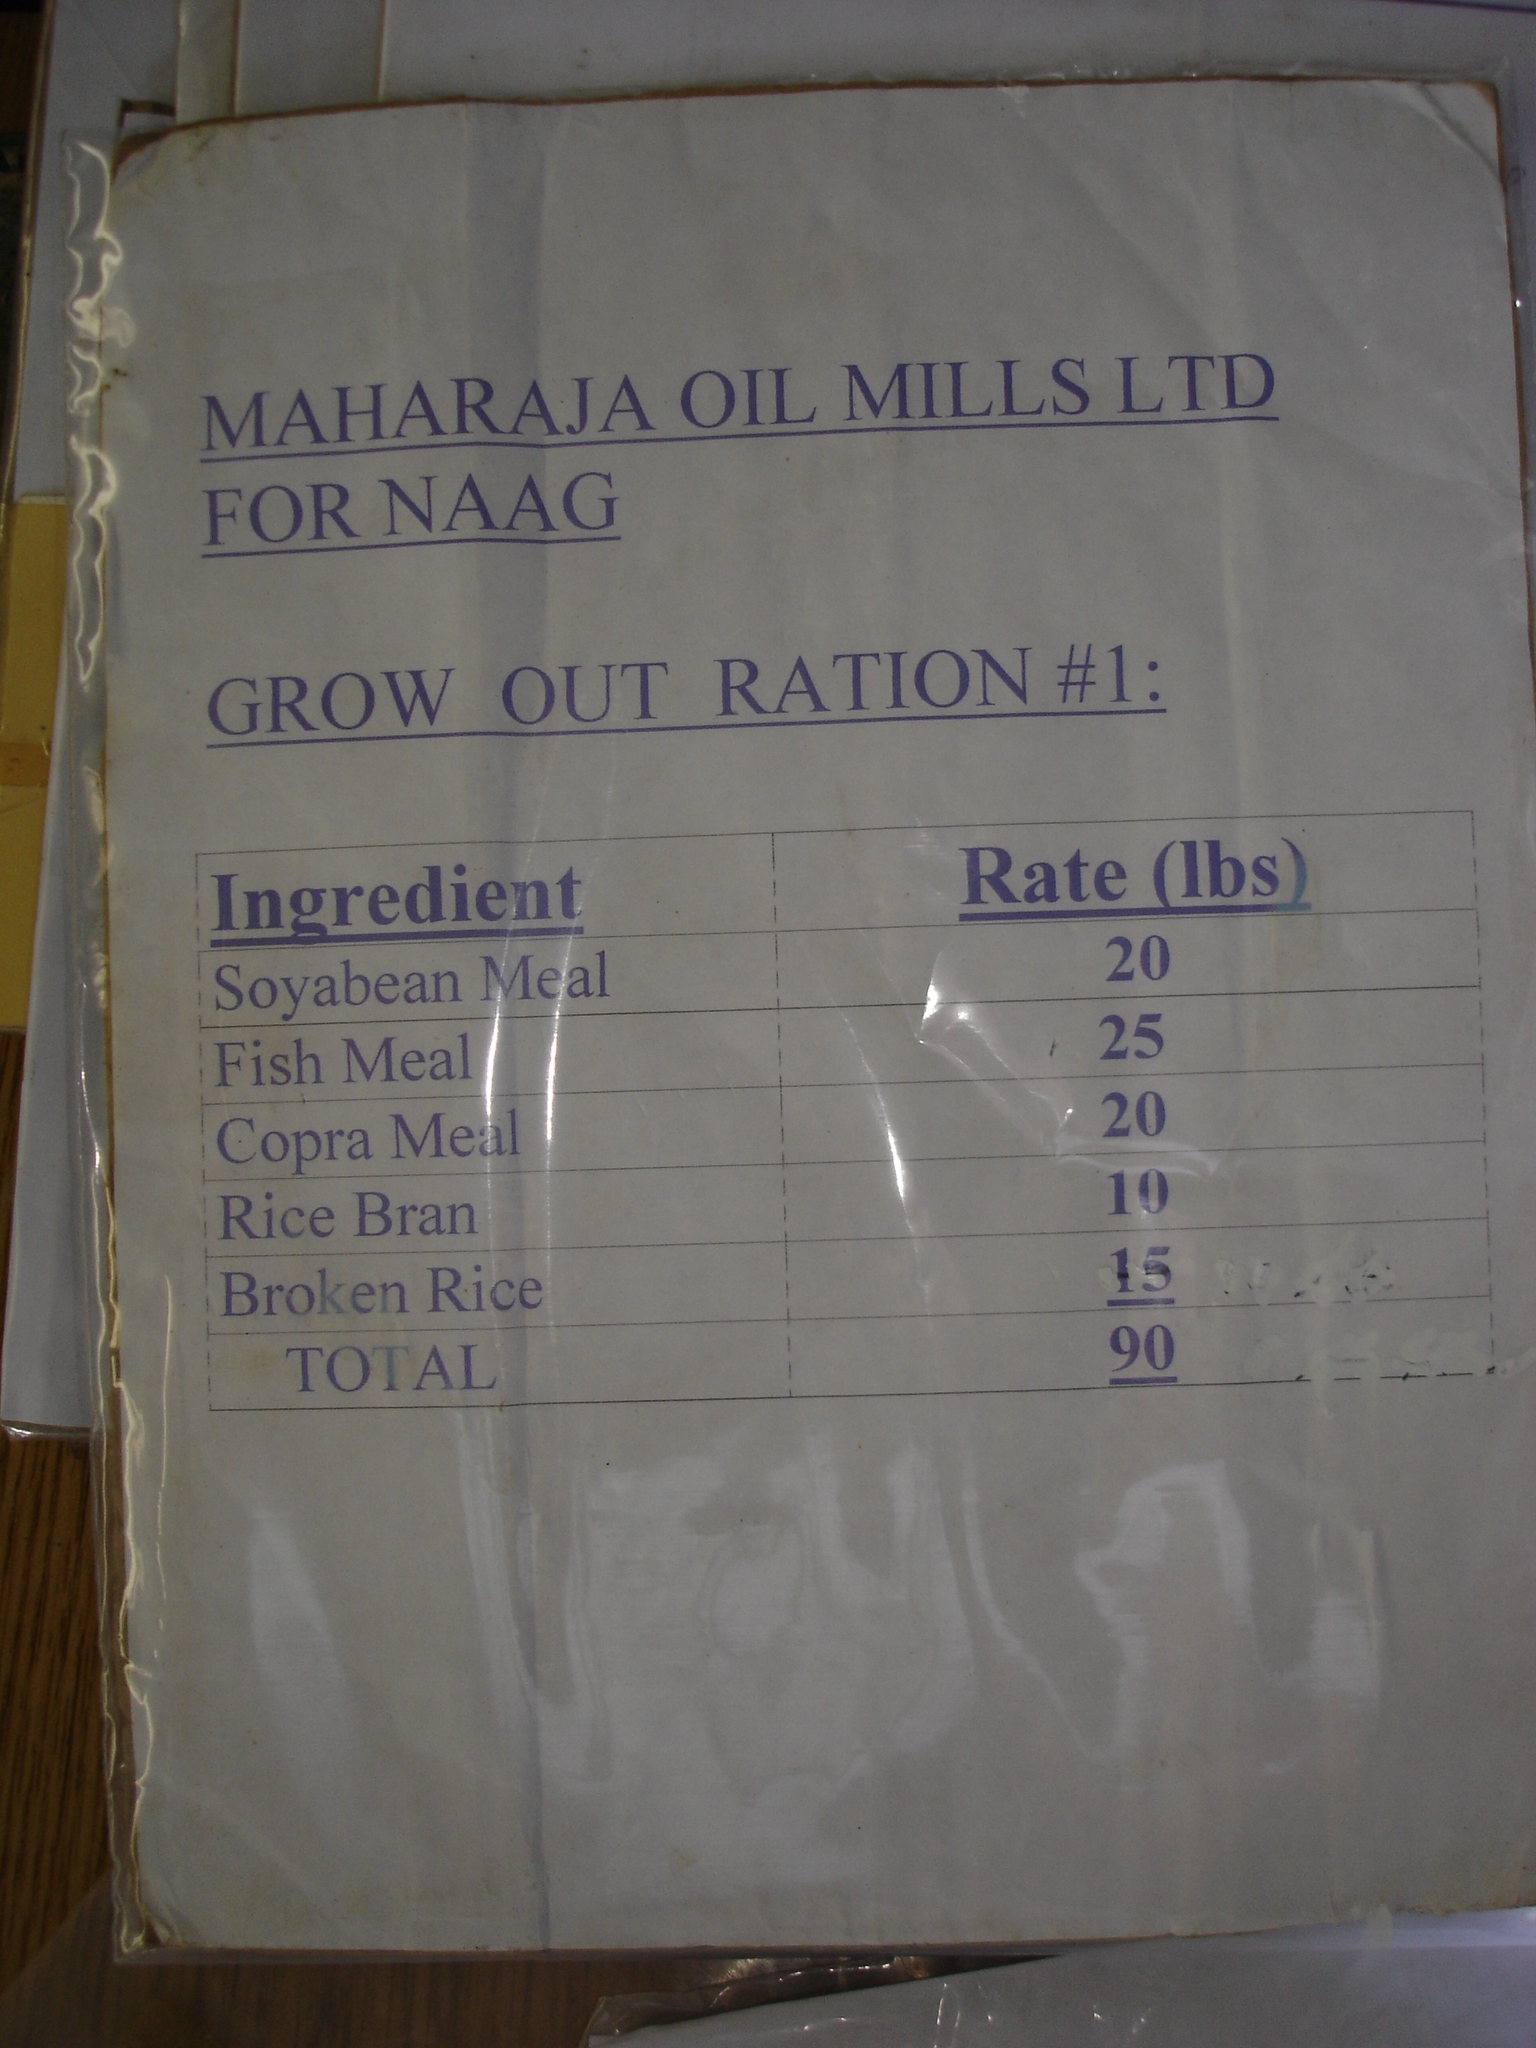 MAHARAJA OIL MILLS LTD
FOR NAAG
GROW OUT RATION #1:
Ingredient Rate (lbs)
Soyabean Meal 20
Fish Meal 25
Copra Meal 20
Rice Bran 10
Broken Rice 15
TOTAL 90